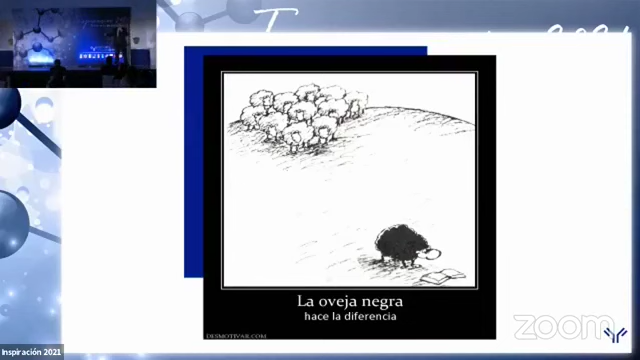 La oveja negra
hace la diferencia
DESMOTIVAR.COM
zoom
Inspiración 2021